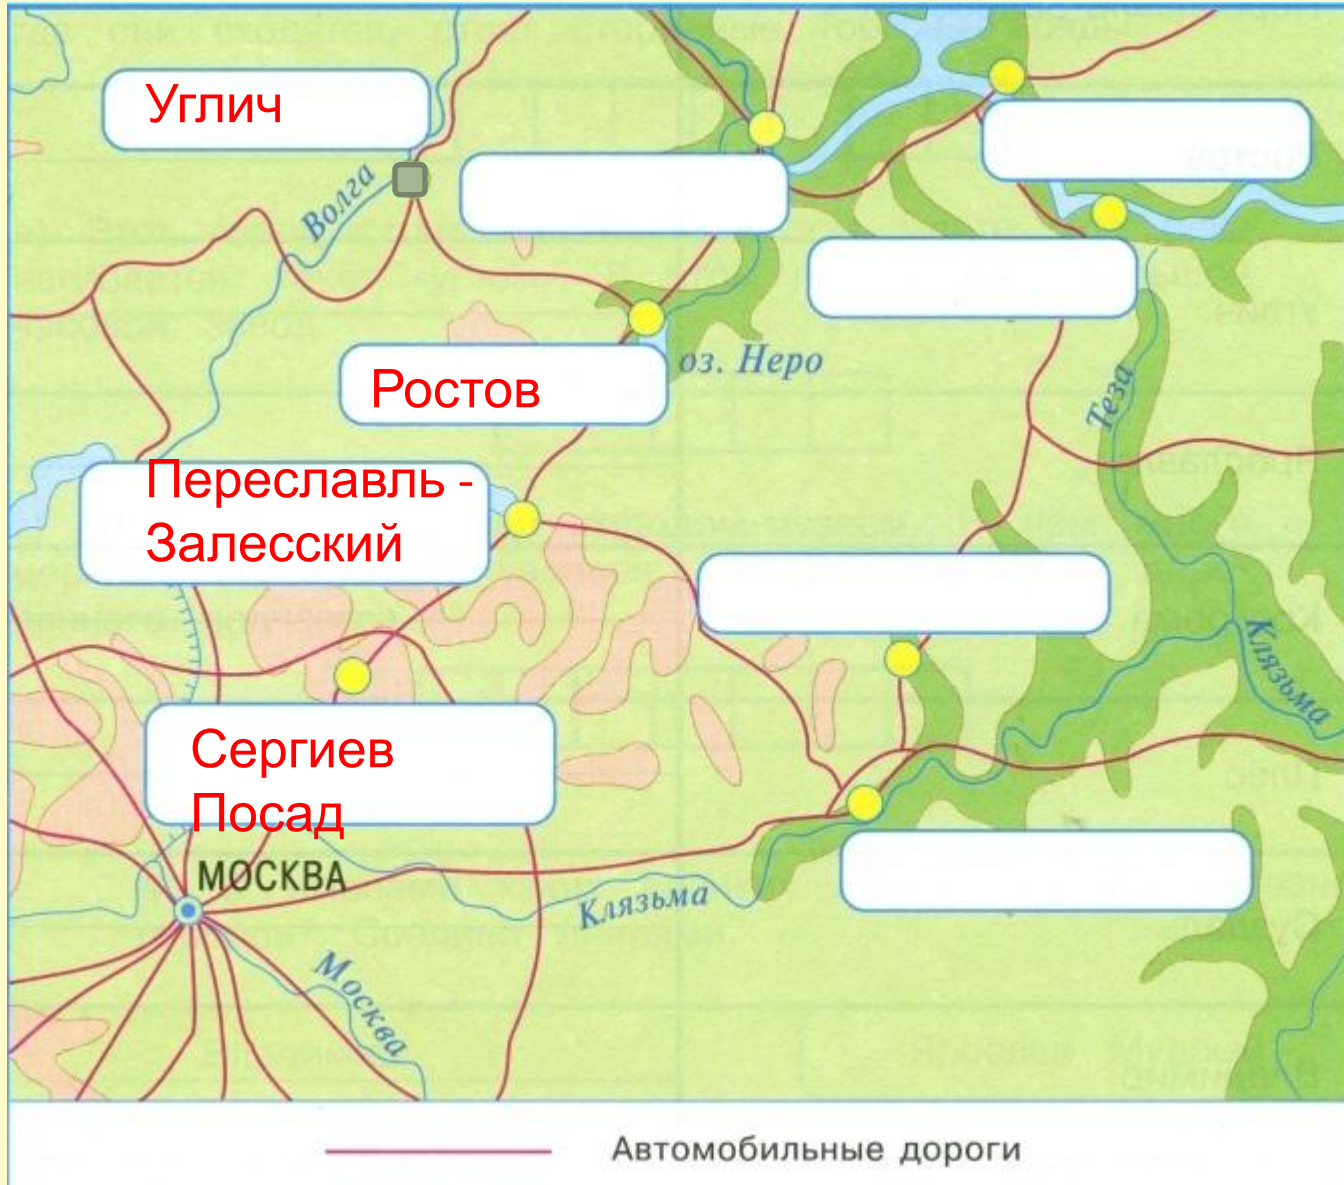 Углич
Волга
Ростов
оз. Неро
Теза
Переславль -
Залесский
Клязьма
Сергиев
Посад
МОСКВА
Клязьма
Москва
Автомобильные дороги